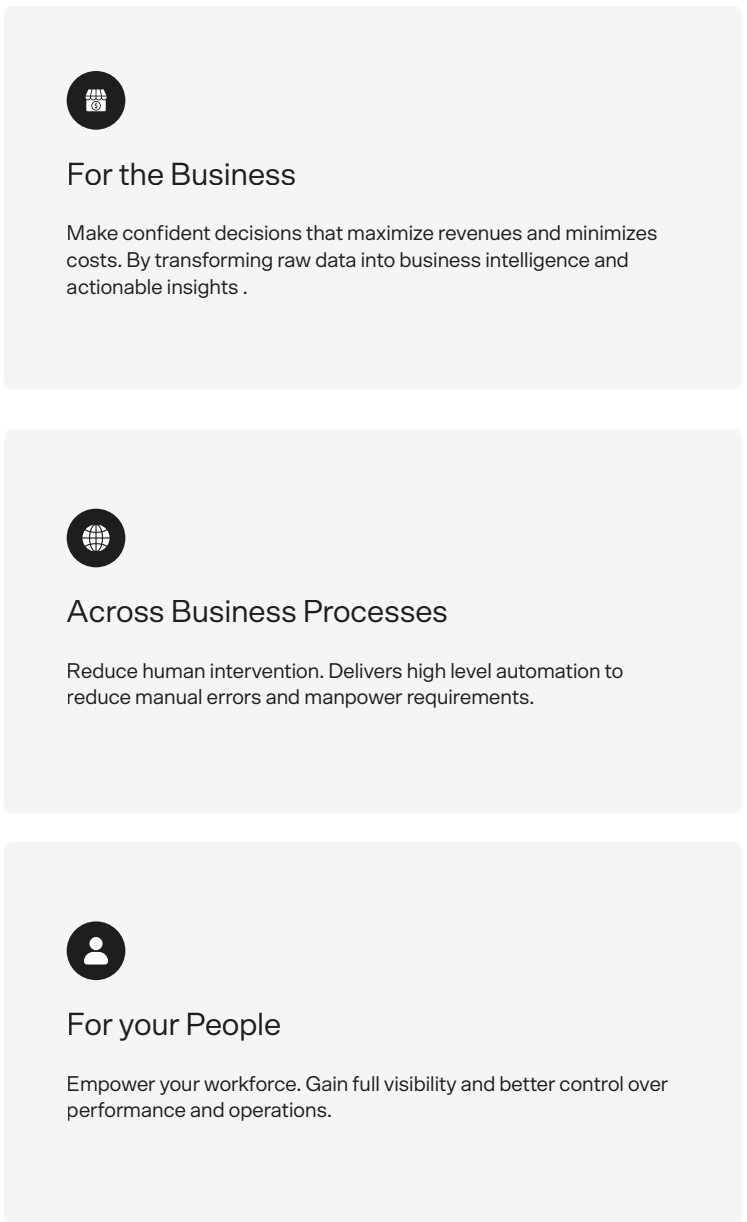 For the Business
Make confident decisions that maximize revenues and minimizes
costs. By transforming raw data into business intelligence and
actionable insights .
Across Business Processes
Reduce human intervention. Delivers high level automation to
reduce manual errors and manpower requirements.
For your People
Empower your workforce. Gain full visibility and better control over
performance and operations.